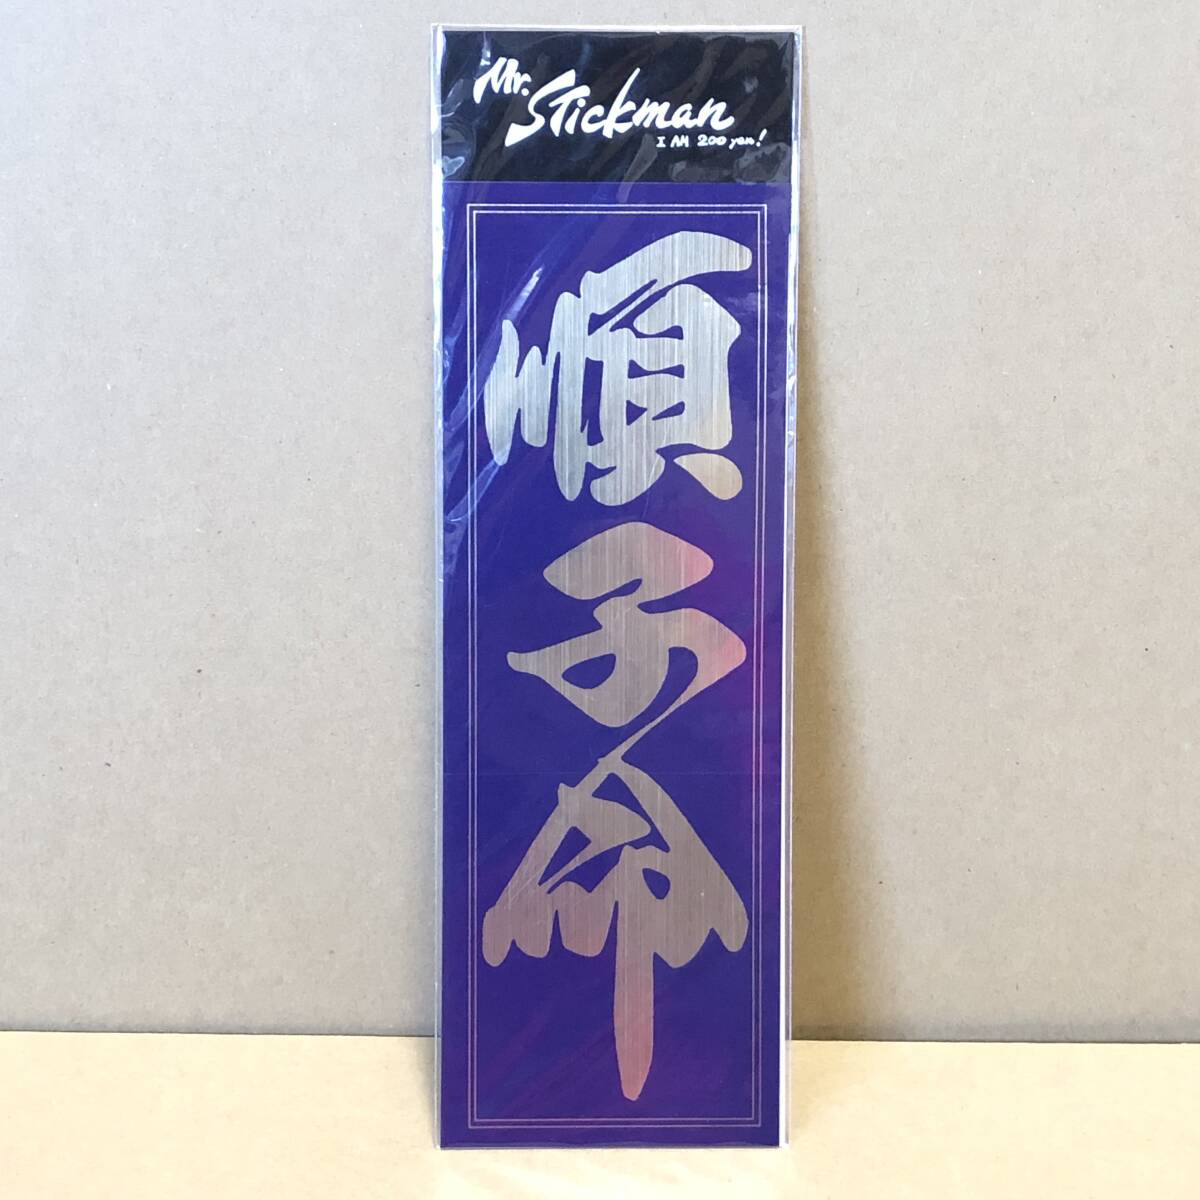 Mr.
Stickman
I AM 200 yen!
順子命